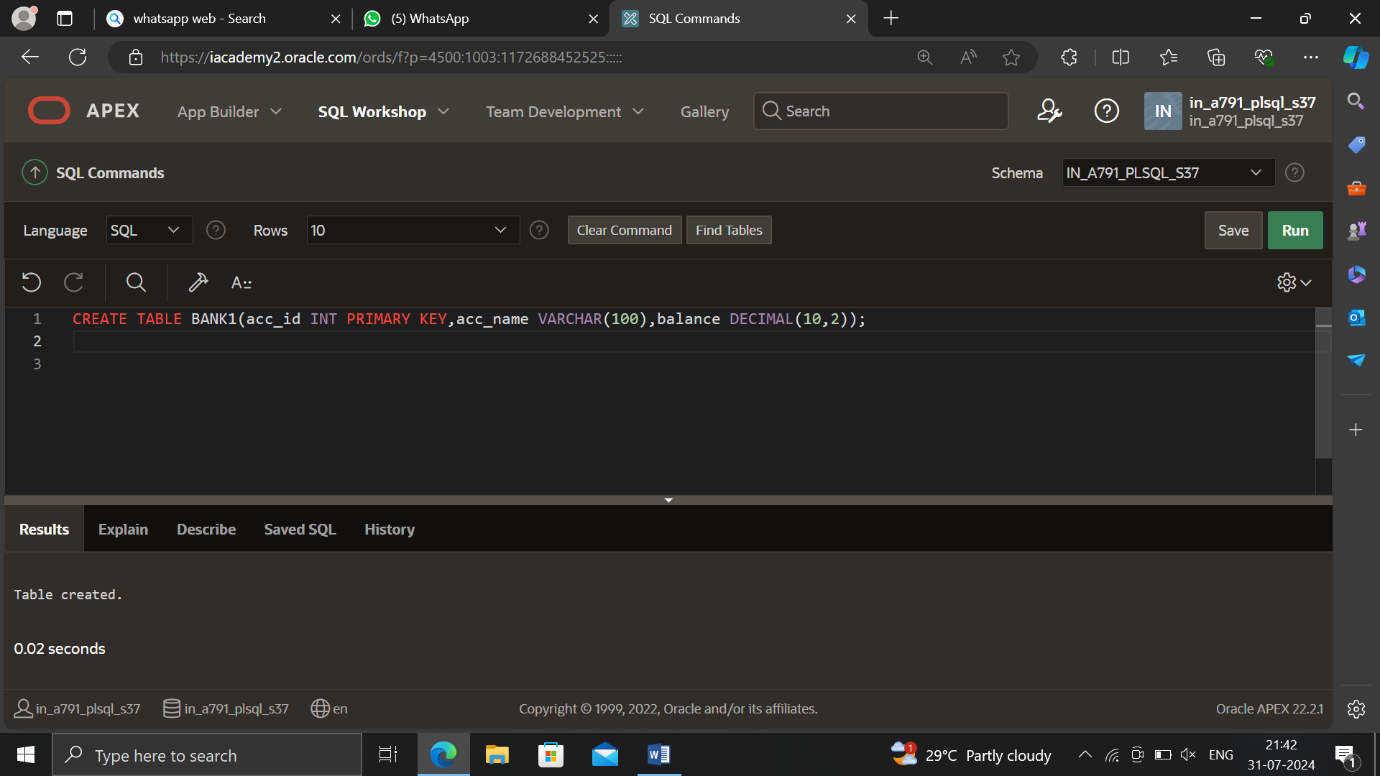 whatsapp web - Search
(5) WhatsApp
SQL Commands
https://iacademy2.oracle.com/ords/f?p=4500:1003:1172688452525:::::
APEX
App Builder
SQL Workshop
Team Development
Gallery
Search
IN
in_a791_plsql_s37
in_a791_plsql_s37
SQL Commands
Schema
IN_A791_PLSQL_S37
Language
SQL
Rows
10
Clear Command
Find Tables
Save
Run
A::
1 CREATE TABLE BANK1(acc_id INT PRIMARY KEY,acc_name VARCHAR(100),balance DECIMAL(10,2));
2
3
Results
Explain
Describe
Saved SQL
History
Table created.
0.02 seconds
in_a791_plsql_s37
in_a791_plsql_s37
en
Copyright © 1999, 2022, Oracle and/or its affiliates.
Oracle APEX 22.2.1
Type here to search
1
29°C Partly cloudy
ENG
21:42
31-07-2024
1